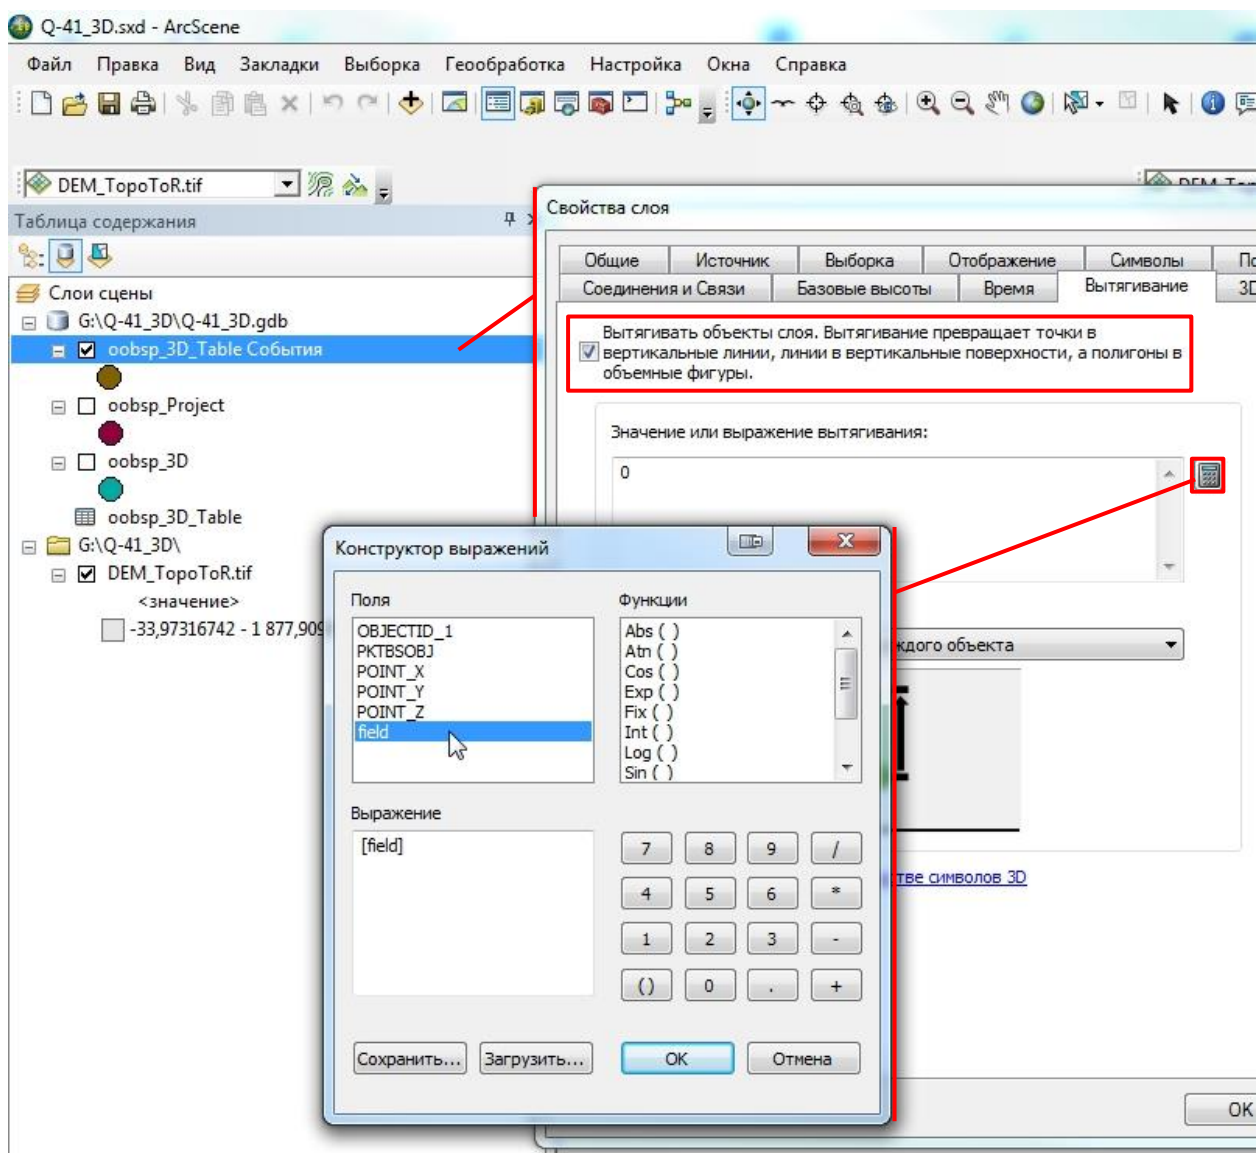 Q-41_3D.sxd - ArcScene
Файл Правка Вид Закладки Выборка Геообработка Настройка Окна Справка
DEM_TopoToR.tif
Таблица содержания
Слои сцены
G:\Q-41_3D\Q-41_3D.gdb
oobsp_3D_Table События
oobsp_Project
oobsp_3D
oobsp_3D_Table
G:\Q-41_3D\
DEM_TopoToR.tif
<значение>
-33,97316742 - 1 877,909
Свойства слоя
Общие Источник Выборка Отображение Символы
Соединения и Связи Базовые высоты Время Вытягивание 3D
Вытягивать объекты слоя. Вытягивание превращает точки в
вертикальные линии, линии в вертикальные поверхности, а полигоны в
объемные фигуры.
Значение или выражение вытягивания:
0
ждого объекта
тве символов 3D
OK
Конструктор выражений
Поля
OBJECTID_1
PKTBSOBJ
POINT_X
POINT_Y
POINT_Z
field
Функции
Abs ( )
Atn ( )
Cos ( )
Exp ( )
Fix ( )
Int ( )
Log ( )
Sin ( )
Выражение
[field]
7 8 9 /
4 5 6 *
1 2 3 -
( ) 0 . +
Сохранить... Загрузить... OK Отмена